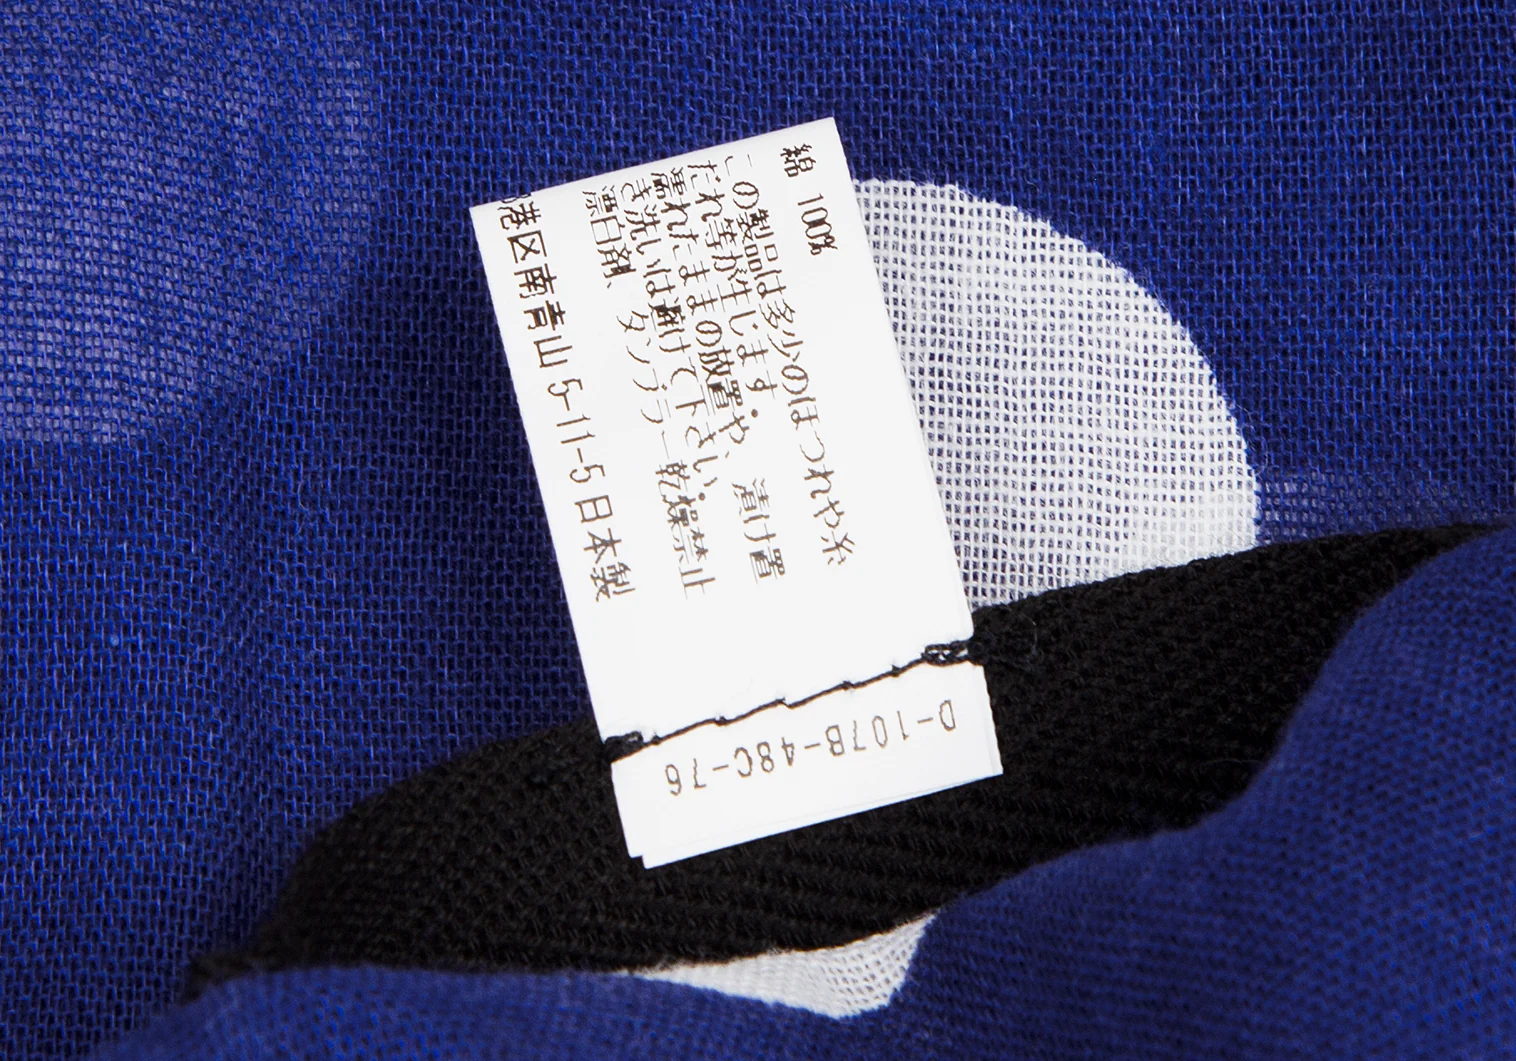 綿 100%
この製品は多少のほつれや糸
だれ等が生じます。
濡れたままの放置や、漬け置
き洗いは避けて下さい。
漂白剤、タンブラー乾燥禁止
港区南青山5-11-5日本製
D-107B-48C-76